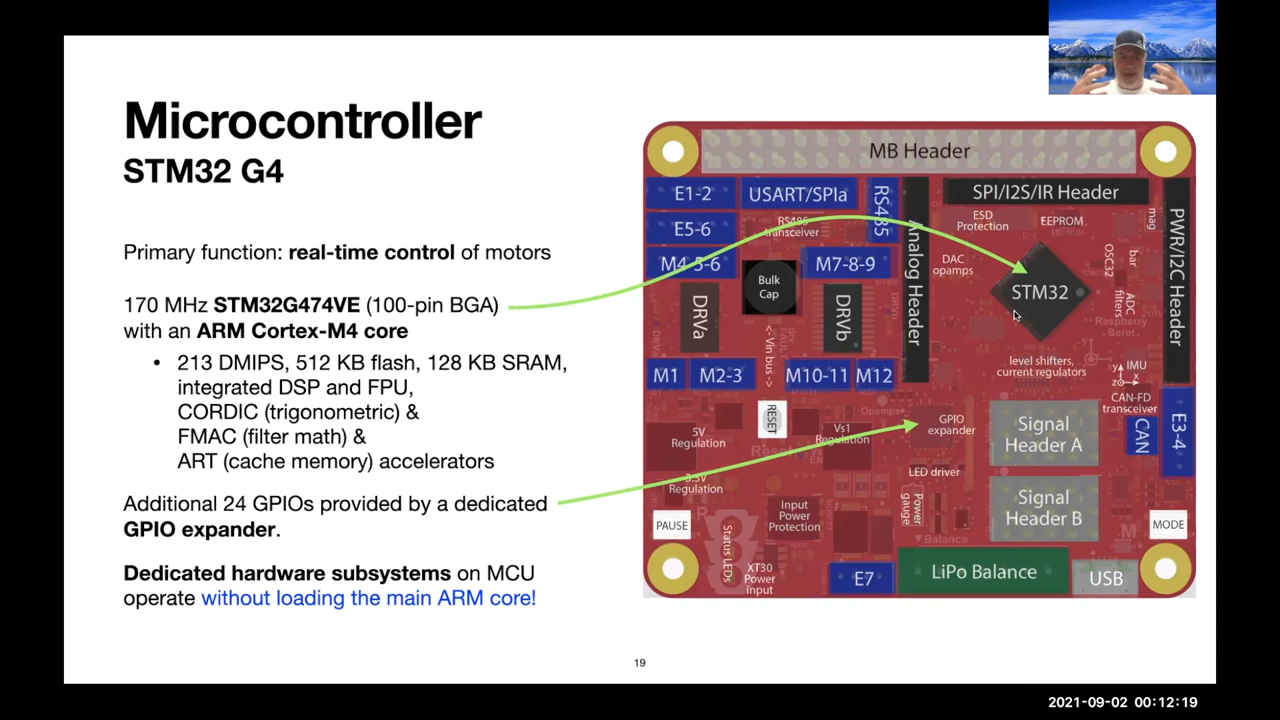 Microcontroller
STM32 G4
Primary function: real-time control of motors
170 MHz STM32G474VE (100-pin BGA)
with an ARM Cortex-M4 core
• 213 DMIPS, 512 KB flash, 128 KB SRAM,
integrated DSP and FPU,
CORDIC (trigonometric) &
FMAC (filter math) &
ART (cache memory) accelerators
Additional 24 GPIOs provided by a dedicated
GPIO expander.
Dedicated hardware subsystems on MCU
operate without loading the main ARM core!
MB Header
E1-2
USART/SPIa
RS485
SPI/I2S/IR Header
E5-6
RS485
transceiver
Analog Header
ESD
Protection
EEPROM
mag
PWR/I2C Header
M4-5-6
Bulk
Cap
M7-8-9
DAC
opamps
OSC32
bar
STM32
ADC
filters
DRVa
DRVb
<- Vin bus ->
Raspberry
Beret
level shifters,
current regulators
M1
M2-3
M10-11
M12
y
x
z
IMU
CAN-FD
transceiver
RESET
Opamps
5V
Regulation
Vs1
Regulation
GPIO
expander
Signal
Header A
CAN
E3-4
3.3V
Regulation
LED driver
Power
gauge
Input
Power
Protection
Signal
Header B
PAUSE
MODE
Status LEDs
▼Balance
XT30
Power
Input
E7
LiPo Balance
USB
19
2021-09-02 00:12:19